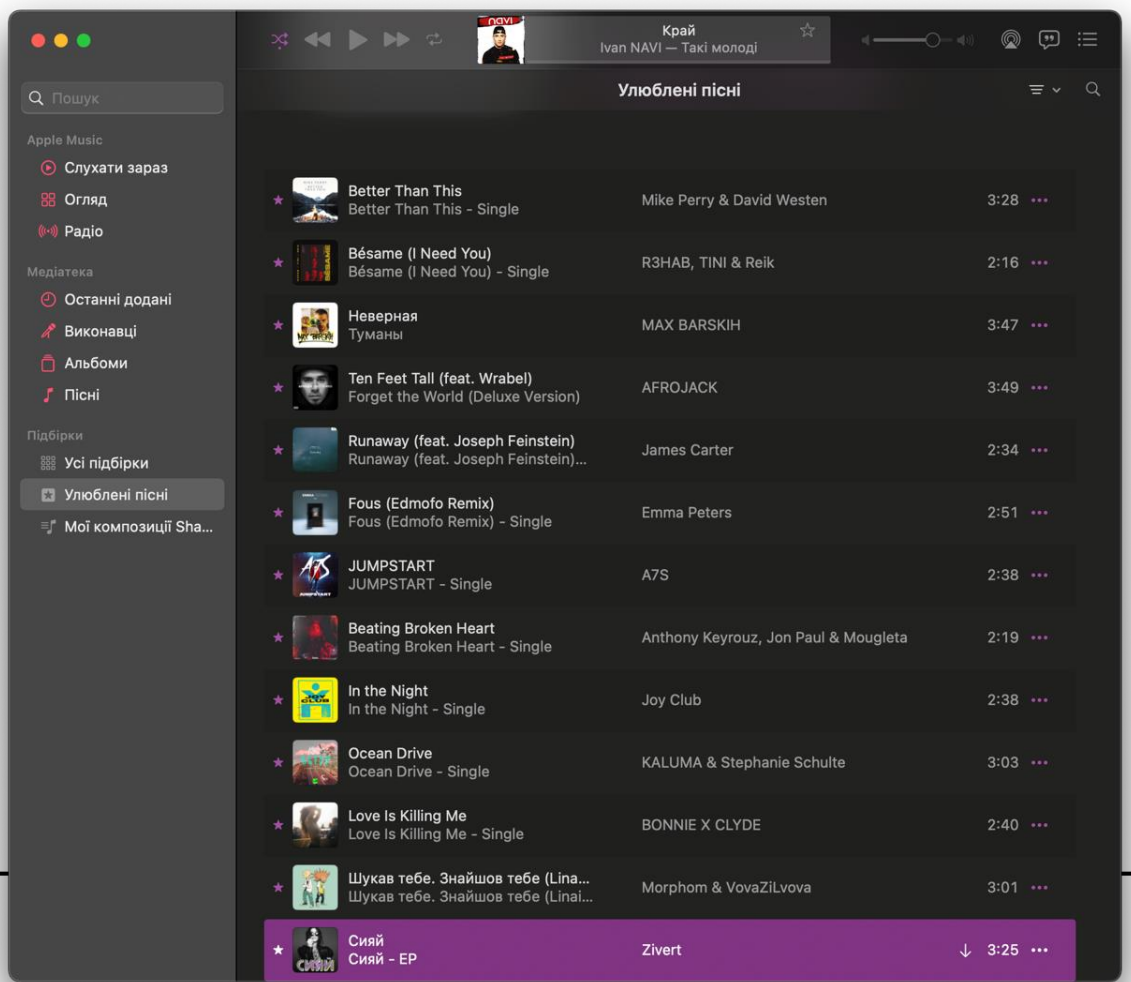 Край
Ivan NAVI — Такі молоді
Пошук
Улюблені пісні
Apple Music
Слухати зараз
Огляд
Радіо
Медіатека
Останні додані
Виконавці
Альбоми
Пісні
Підбірки
Усі підбірки
Улюблені пісні
Мої композиції Sha...
Better Than This
Better Than This - Single
Mike Perry & David Westen
3:28
Bésame (I Need You)
Bésame (I Need You) - Single
R3HAB, TINI & Reik
2:16
Неверная
Туманы
MAX BARSKIH
3:47
Ten Feet Tall (feat. Wrabel)
Forget the World (Deluxe Version)
AFROJACK
3:49
Runaway (feat. Joseph Feinstein)
Runaway (feat. Joseph Feinstein)...
James Carter
2:34
Fous (Edmofo Remix)
Fous (Edmofo Remix) - Single
Emma Peters
2:51
JUMPSTART
JUMPSTART - Single
A7S
2:38
Beating Broken Heart
Beating Broken Heart - Single
Anthony Keyrouz, Jon Paul & Mougleta
2:19
In the Night
In the Night - Single
Joy Club
2:38
Ocean Drive
Ocean Drive - Single
KALUMA & Stephanie Schulte
3:03
Love Is Killing Me
Love Is Killing Me - Single
BONNIE X CLYDE
2:40
Шукав тебе. Знайшов тебе (Lina...
Шукав тебе. Знайшов тебе (Linai...
Morphom & VovaZiLvova
3:01
Сияй
Сияй - EP
Zivert
3:25